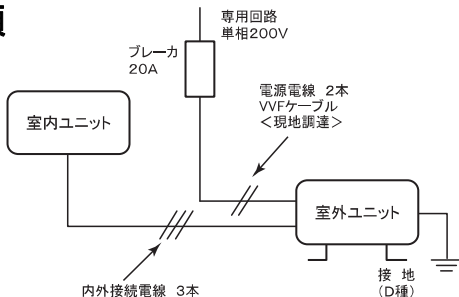 専用回路
単相200V
ブレーカ
20A
電源電線 2本
VVFケーブル
＜現地調達＞
室内ユニット
室外ユニット
内外接続電線 3本
接 地
（D種）